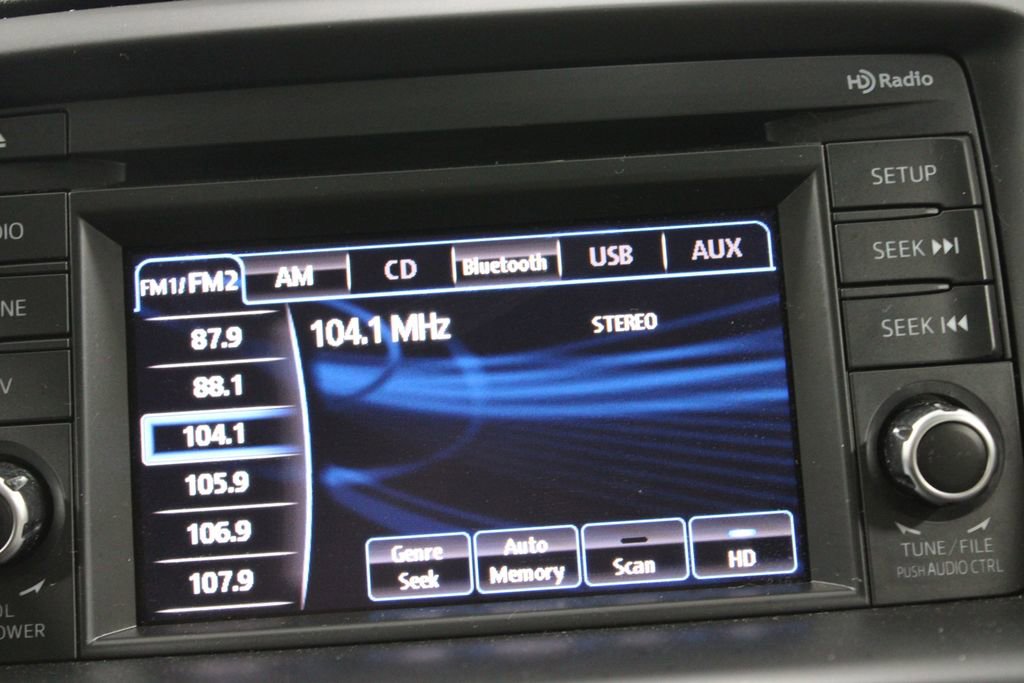 HD Radio
SETUP
SEEK
SEEK
TUNE/FILE
PUSH AUDIO CTRL
FM1/FM2 AM CD Bluetooth USB AUX
104.1 MHz STEREO
87.9
88.1
104.1
105.9
106.9
107.9
Genre
Seek
Auto
Memory
Scan
HD